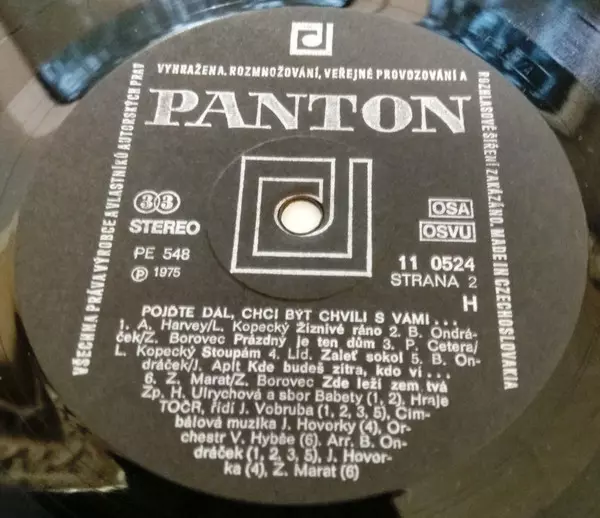 VYHRAŽENA. ROZMNOŽOVÁNÍ, VEŘEJNÉ PROVOZOVÁNÍ A
ROZHLASOVÉ ŠÍŘENÍ ZAKÁZÁNO. MADE IN CZECHOSLOVAKIA
VŠECHNA PRÁVA VÝROBCE A VLASTNÍKŮ AUTORSKÝCH PRÁV
PANTON
33
STEREO
PE 548
℗ 1975
OSA
OSVU
11 0524
STRANA 2
H
POJĎTE DÁL, CHCI BÝT CHVÍLI S VÁMI ...
1. A. Harvey/L. Kopecký Žíznivé ráno 2. B. Ondrá-
ček/Z. Borovec Prázdný je ten dům 3. P. Cetera/
L. Kopecký Stoupám 4. Lid. Zaleť sokol 5. B. On-
dráček/J. Aplt Kde budeš zítra, kdo ví ...
6. Z. Marat/Z. Borovec Zde leží zem tvá
Zp. H. Ulrychová a sbor Babety (1, 2), Hraje
TOČR, řídí J. Vobruba (1, 2, 3, 5), Cim-
bálová muzika J. Hovorky (4), Or-
chestr V. Hybše (6). Arr. B. On-
dráček (1, 2, 3, 5), J. Hovor-
ka (4), Z. Marat (6)